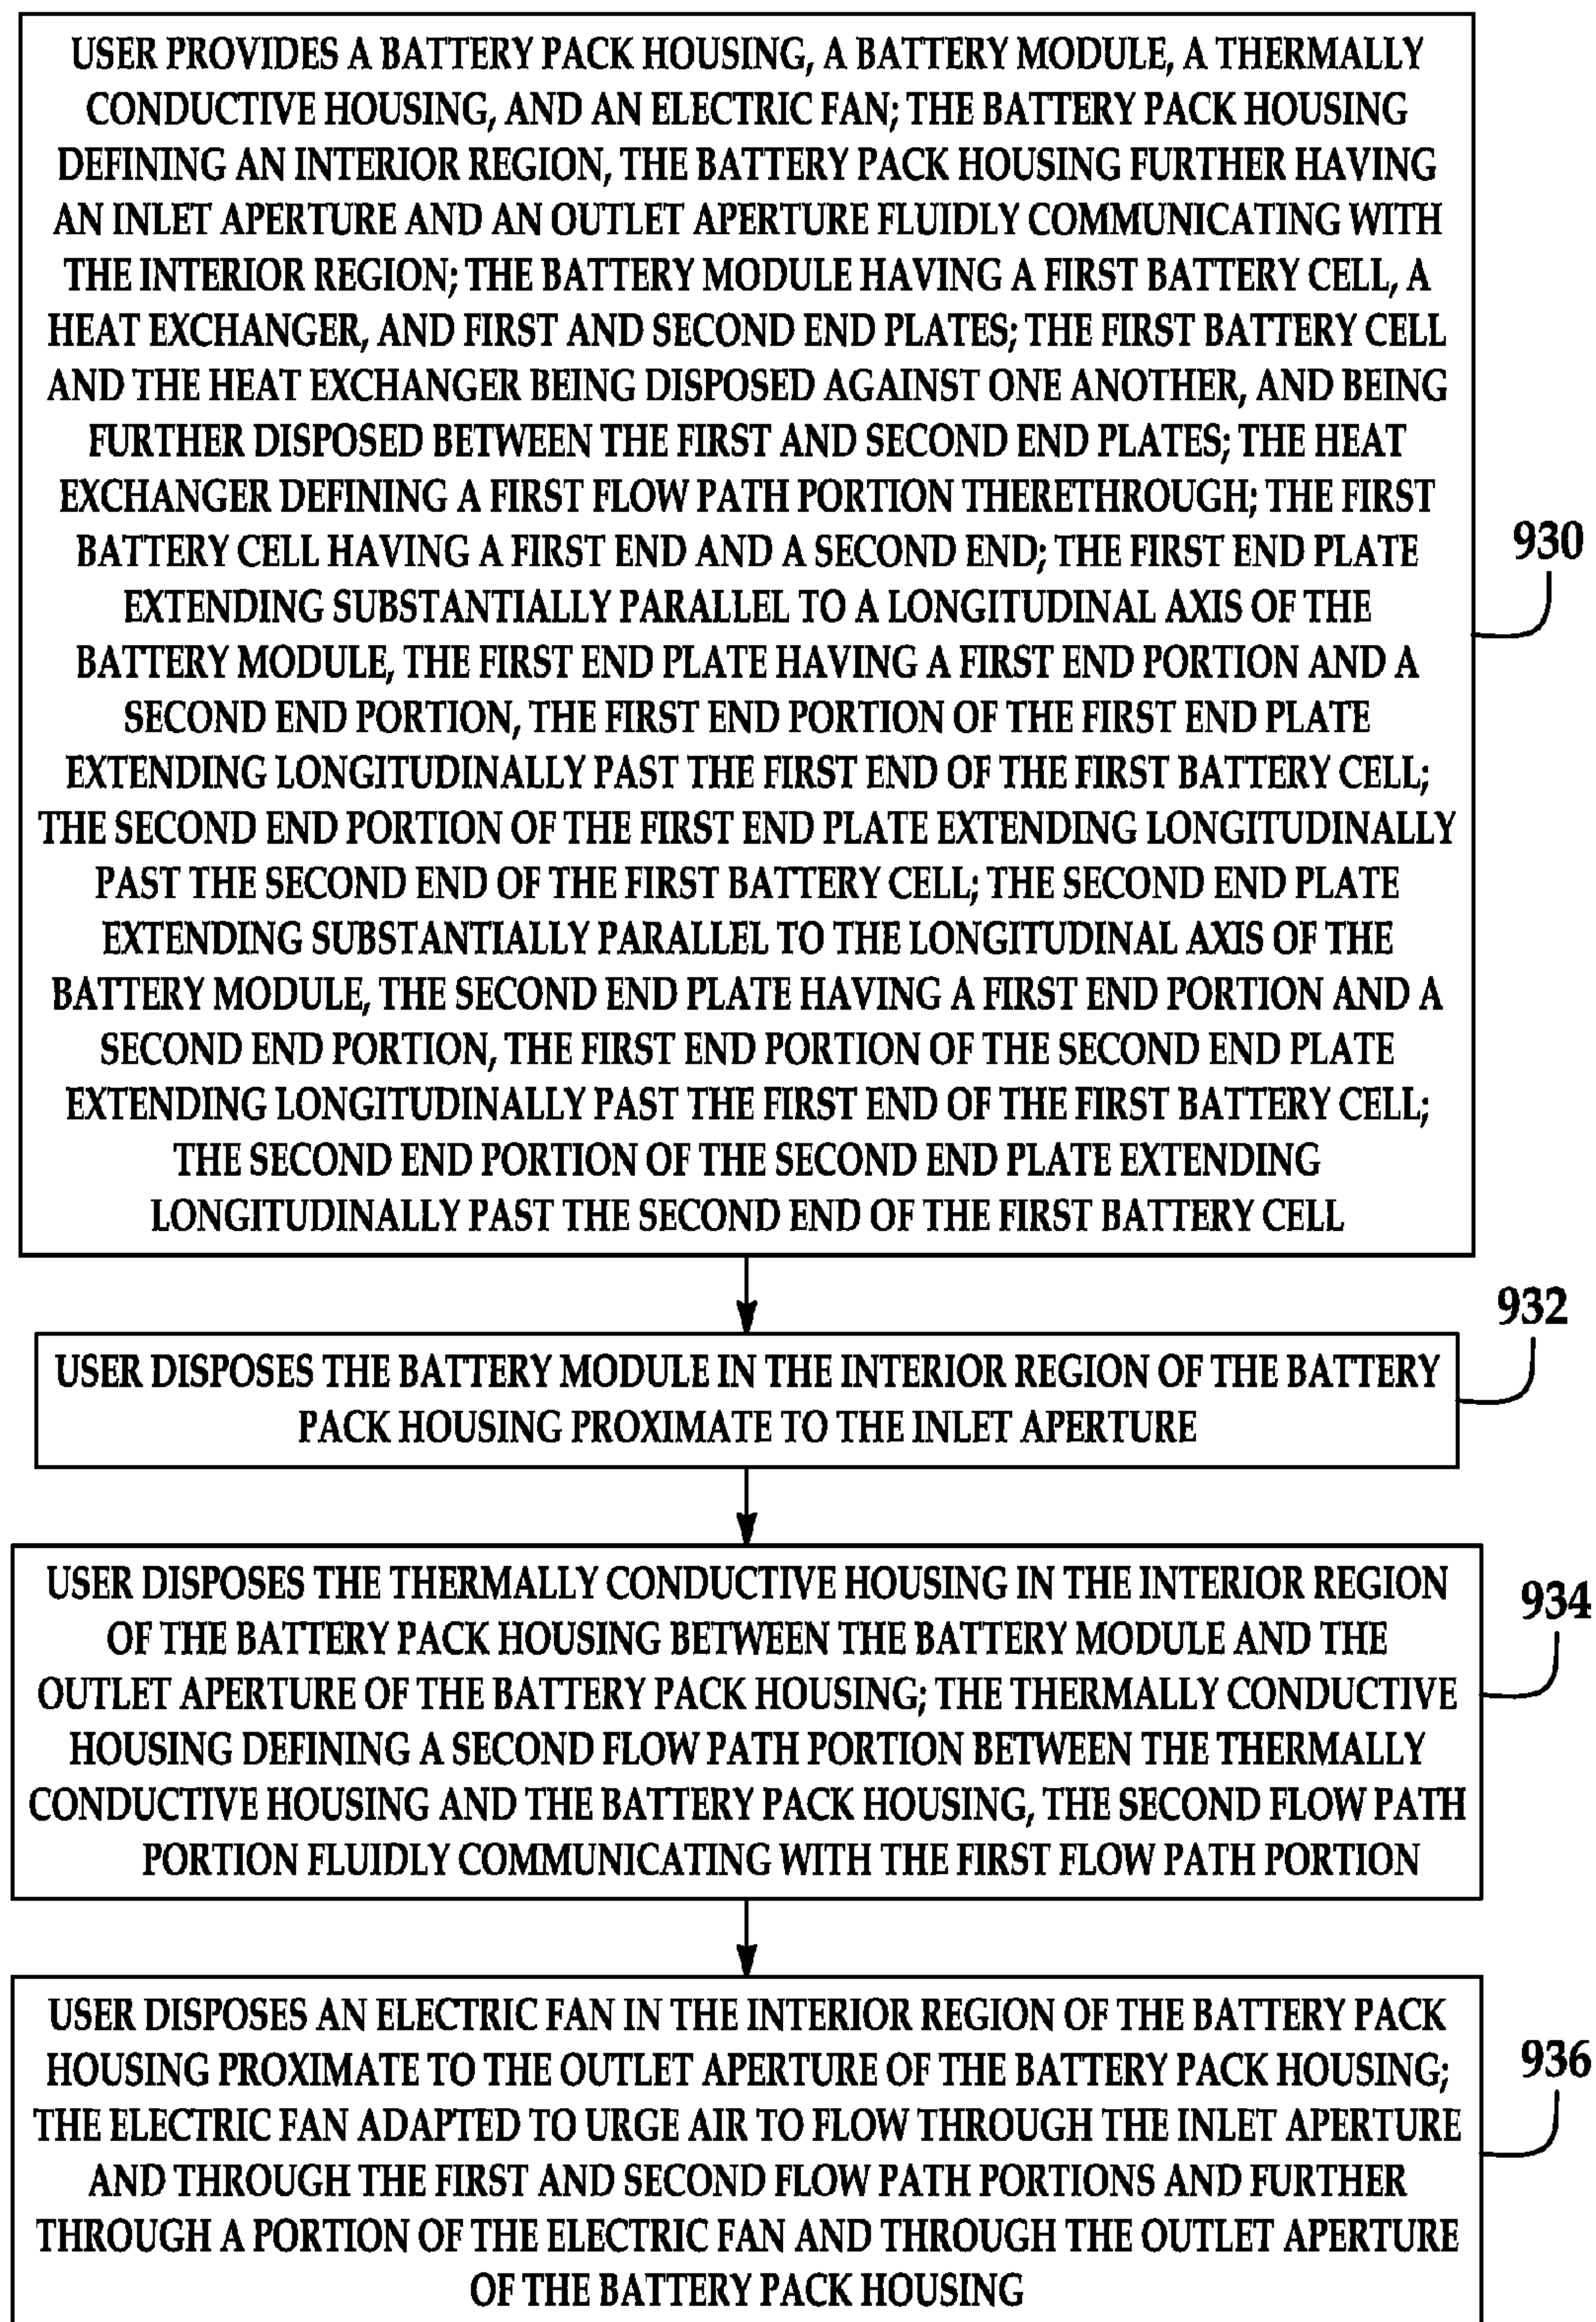 USER PROVIDES A BATTERY PACK HOUSING, A BATTERY MODULE, A THERMALLY
CONDUCTIVE HOUSING, AND AN ELECTRIC FAN; THE BATTERY PACK HOUSING
DEFINING AN INTERIOR REGION, THE BATTERY PACK HOUSING FURTHER HAVING
AN INLET APERTURE AND AN OUTLET APERTURE FLUIDLY COMMUNICATING WITH
THE INTERIOR REGION; THE BATTERY MODULE HAVING A FIRST BATTERY CELL, A
HEAT EXCHANGER, AND FIRST AND SECOND END PLATES; THE FIRST BATTERY CELL
AND THE HEAT EXCHANGER BEING DISPOSED AGAINST ONE ANOTHER, AND BEING
FURTHER DISPOSED BETWEEN THE FIRST AND SECOND END PLATES; THE HEAT
EXCHANGER DEFINING A FIRST FLOW PATH PORTION THERETHROUGH; THE FIRST
BATTERY CELL HAVING A FIRST END AND A SECOND END; THE FIRST END PLATE
EXTENDING SUBSTANTIALLY PARALLEL TO A LONGITUDINAL AXIS OF THE
BATTERY MODULE, THE FIRST END PLATE HAVING A FIRST END PORTION AND A
SECOND END PORTION, THE FIRST END PORTION OF THE FIRST END PLATE
EXTENDING LONGITUDINALLY PAST THE FIRST END OF THE FIRST BATTERY CELL;
THE SECOND END PORTION OF THE FIRST END PLATE EXTENDING LONGITUDINALLY
PAST THE SECOND END OF THE FIRST BATTERY CELL; THE SECOND END PLATE
EXTENDING SUBSTANTIALLY PARALLEL TO THE LONGITUDINAL AXIS OF THE
BATTERY MODULE, THE SECOND END PLATE HAVING A FIRST END PORTION AND A
SECOND END PORTION, THE FIRST END PORTION OF THE SECOND END PLATE
EXTENDING LONGITUDINALLY PAST THE FIRST END OF THE FIRST BATTERY CELL;
THE SECOND END PORTION OF THE SECOND END PLATE EXTENDING
LONGITUDINALLY PAST THE SECOND END OF THE FIRST BATTERY CELL
930
932
USER DISPOSES THE BATTERY MODULE IN THE INTERIOR REGION OF THE BATTERY
PACK HOUSING PROXIMATE TO THE INLET APERTURE
USER DISPOSES THE THERMALLY CONDUCTIVE HOUSING IN THE INTERIOR REGION
OF THE BATTERY PACK HOUSING BETWEEN THE BATTERY MODULE AND THE
OUTLET APERTURE OF THE BATTERY PACK HOUSING; THE THERMALLY CONDUCTIVE
HOUSING DEFINING A SECOND FLOW PATH PORTION BETWEEN THE THERMALLY
CONDUCTIVE HOUSING AND THE BATTERY PACK HOUSING, THE SECOND FLOW PATH
PORTION FLUIDLY COMMUNICATING WITH THE FIRST FLOW PATH PORTION
934
USER DISPOSES AN ELECTRIC FAN IN THE INTERIOR REGION OF THE BATTERY PACK
HOUSING PROXIMATE TO THE OUTLET APERTURE OF THE BATTERY PACK HOUSING;
THE ELECTRIC FAN ADAPTED TO URGE AIR TO FLOW THROUGH THE INLET APERTURE
AND THROUGH THE FIRST AND SECOND FLOW PATH PORTIONS AND FURTHER
THROUGH A PORTION OF THE ELECTRIC FAN AND THROUGH THE OUTLET APERTURE
OF THE BATTERY PACK HOUSING
936